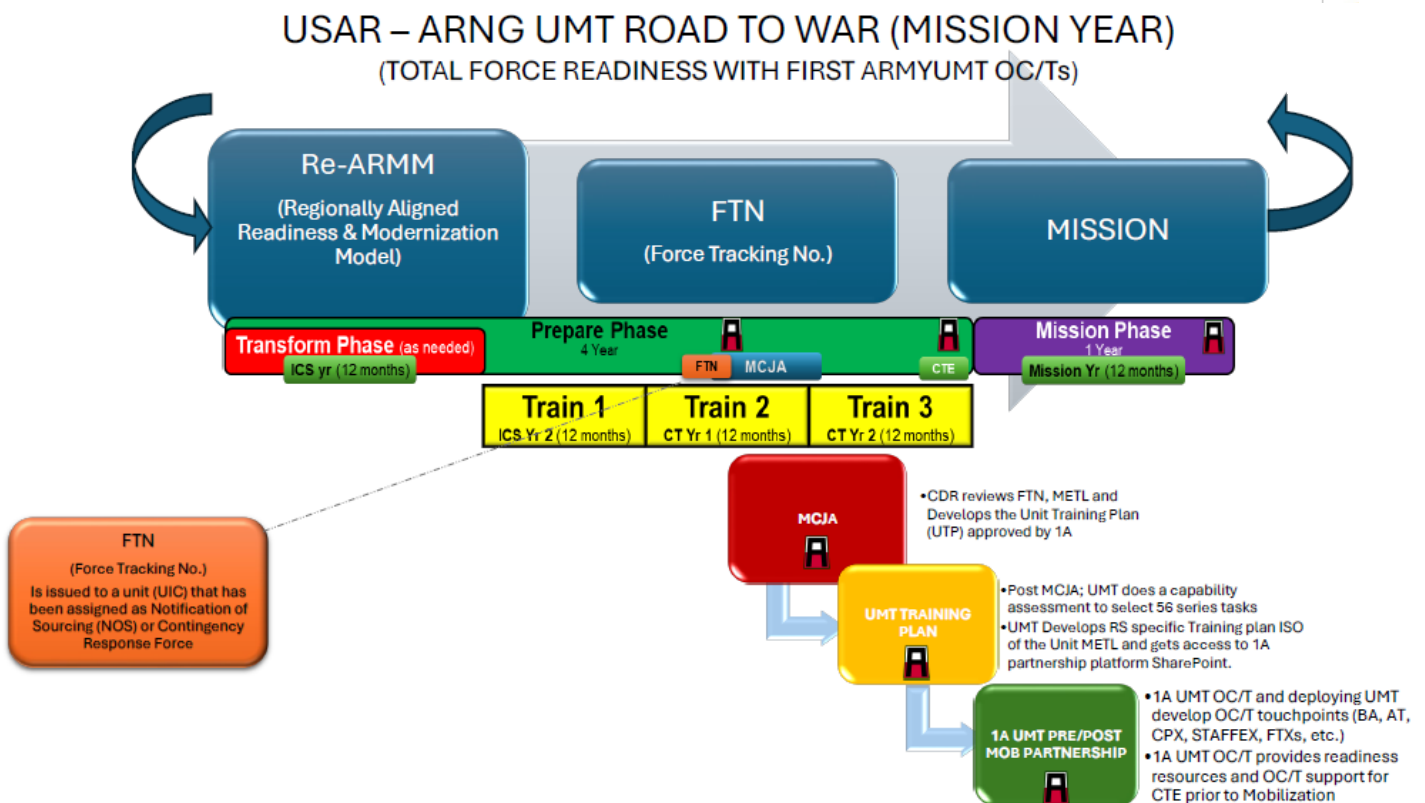 USAR – ARNG UMT ROAD TO WAR (MISSION YEAR)
(TOTAL FORCE READINESS WITH FIRST ARMYUMT OC/Ts)
Re-ARMM
(Regionally Aligned
Readiness & Modernization
Model)
FTN
(Force Tracking No.)
MISSION
Transform Phase (as needed)
ICS yr (12 months)
Prepare Phase
4 Year
FTN
MCJA
CTE
Mission Phase
1 Year
Mission Yr (12 months)
Train 1
ICS Yr 2 (12 months)
Train 2
CT Yr 1 (12 months)
Train 3
CT Yr 2 (12 months)
FTN
(Force Tracking No.)
Is issued to a unit (UIC) that has
been assigned as Notification of
Sourcing (NOS) or Contingency
Response Force
MCJA
•CDR reviews FTN, METL and
Develops the Unit Training Plan
(UTP) approved by 1A
UMT TRAINING
PLAN
•Post MCJA; UMT does a capability
assessment to select 56 series tasks
•UMT Develops RS specific Training plan ISO
of the Unit METL and gets access to 1A
partnership platform SharePoint.
1A UMT PRE/POST
MOB PARTNERSHIP
•1A UMT OC/T and deploying UMT
develop OC/T touchpoints (BA, AT,
CPX, STAFFEX, FTXs, etc.)
•1A UMT OC/T provides readiness
resources and OC/T support for
CTE prior to Mobilization